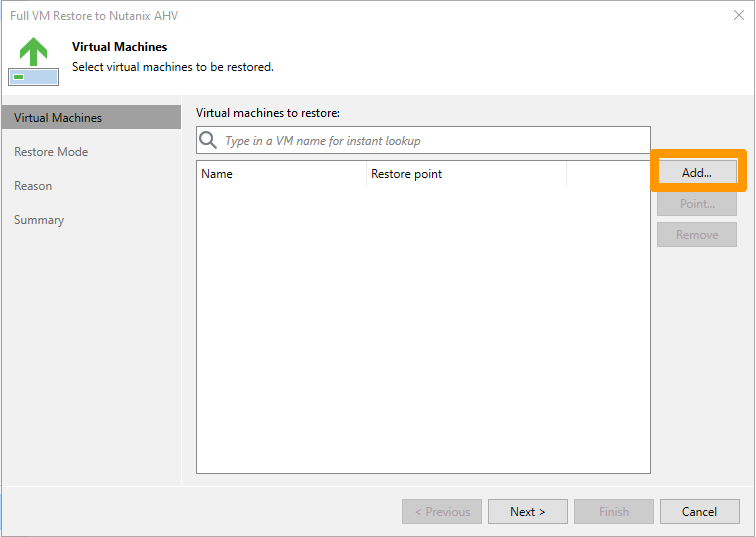 Full VM Restore to Nutanix AHV
Virtual Machines
Select virtual machines to be restored.
Virtual Machines
Restore Mode
Reason
Summary
Virtual machines to restore:
Type in a VM name for instant lookup
Name Restore point
Add...
Point...
Remove
< Previous Next > Finish Cancel